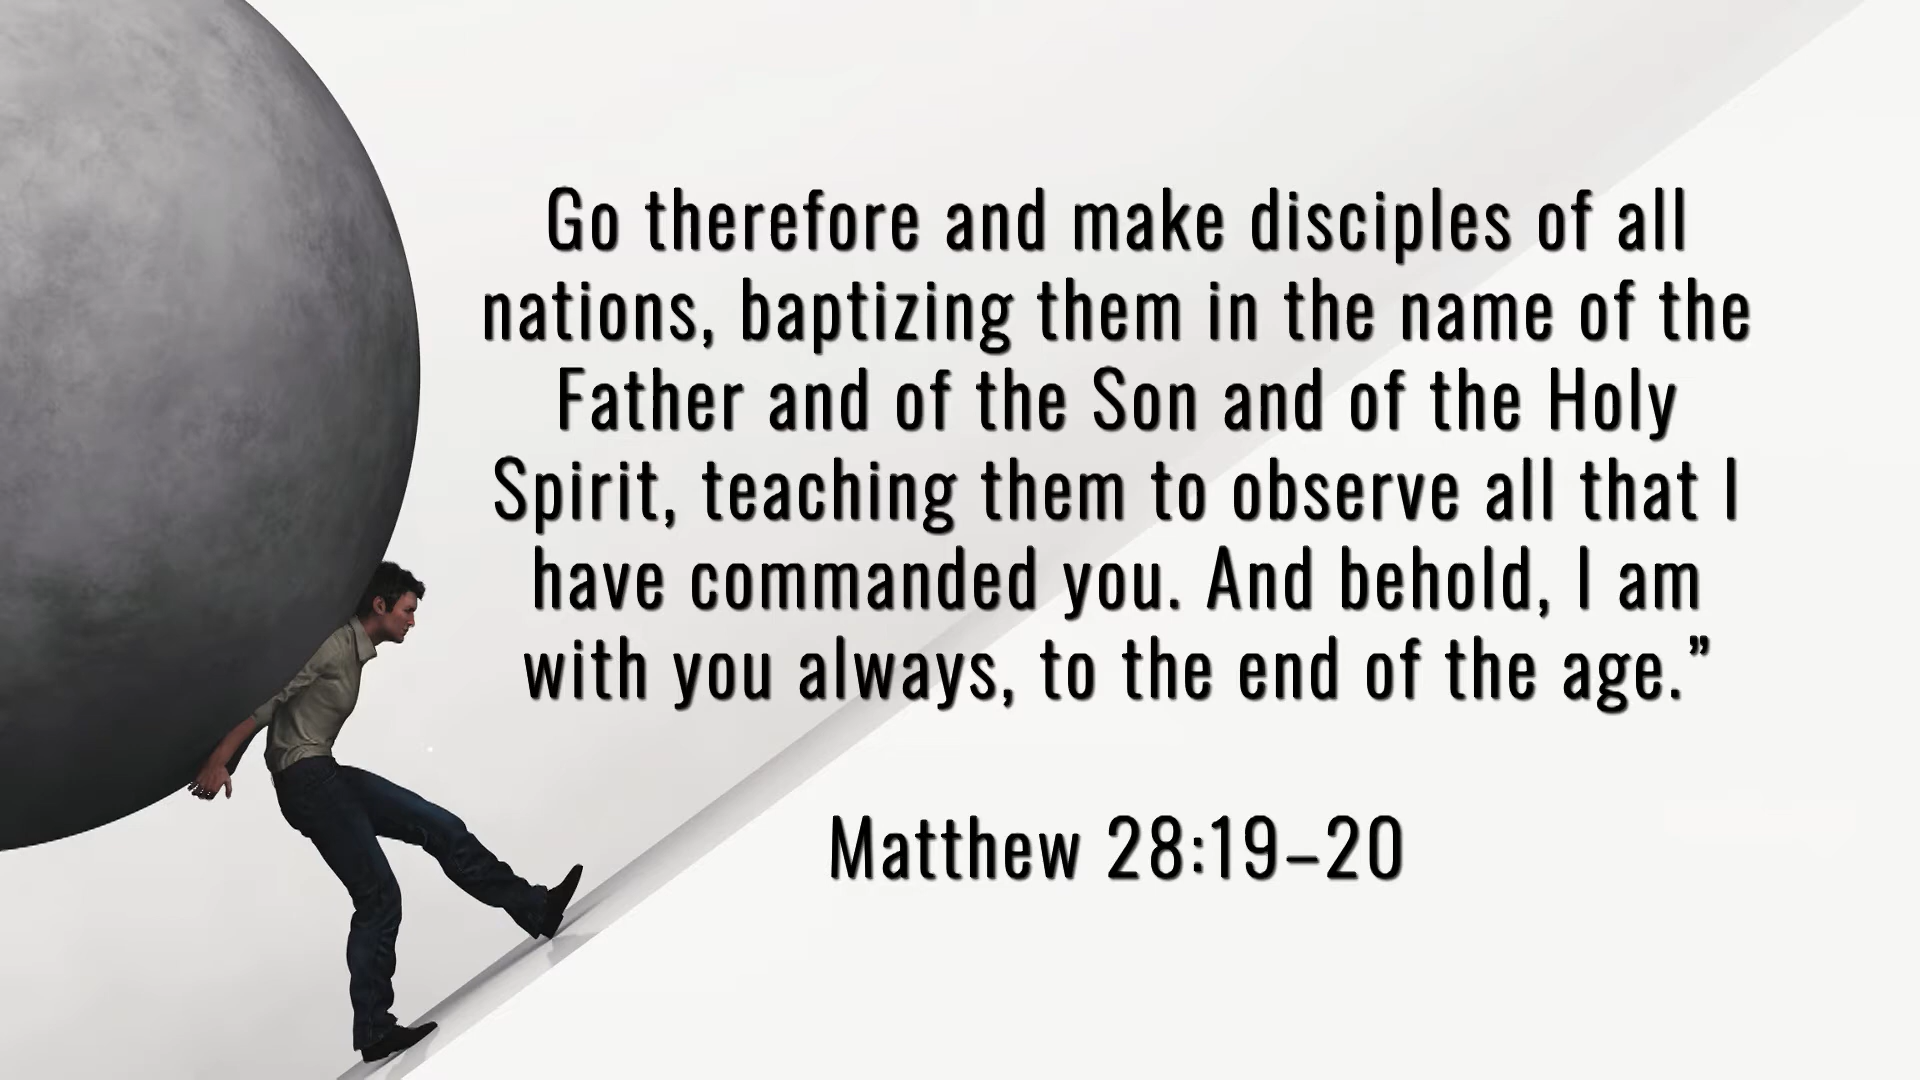 Go therefore and make disciples of all
nations, baptizing them in the name of the
Father and of the Son and of the Holy
Spirit, teaching them to observe all that I
have commanded you. And behold, I am
with you always, to the end of the age.”
Matthew 28:19–20